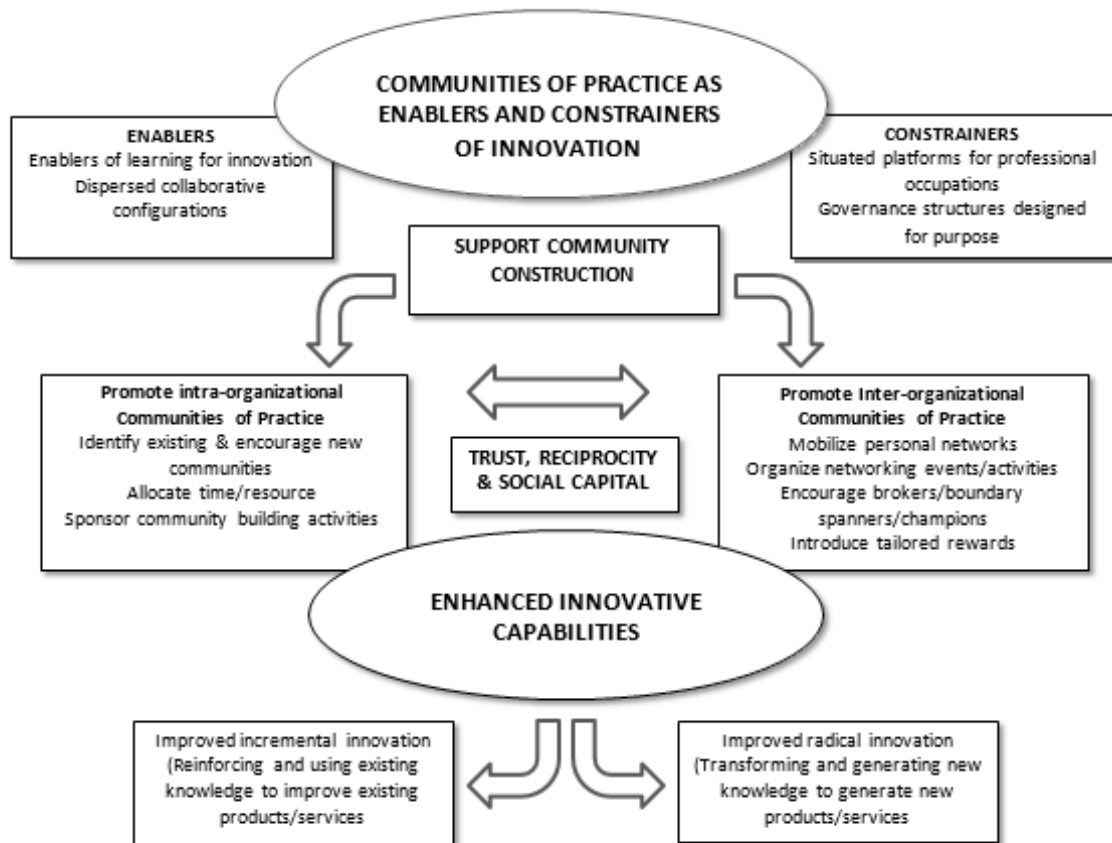 COMMUNITIES OF PRACTICE AS
ENABLERS AND CONSTRAINERS
OF INNOVATION
ENABLERS
Enablers of learning for innovation
Dispersed collaborative
configurations
CONSTRAINERS
Situated platforms for professional
occupations
Governance structures designed
for purpose
SUPPORT COMMUNITY
CONSTRUCTION
Promote intra-organizational
Communities of Practice
Identify existing & encourage new
communities
Allocate time/resource
Sponsor community building activities
TRUST, RECIPROCITY
& SOCIAL CAPITAL
Promote Inter-organizational
Communities of Practice
Mobilize personal networks
Organize networking events/activities
Encourage brokers/boundary
spanners/champions
Introduce tailored rewards
ENHANCED INNOVATIVE
CAPABILITIES
Improved incremental innovation
(Reinforcing and using existing
knowledge to improve existing
products/services
Improved radical innovation
(Transforming and generating new
knowledge to generate new
products/services